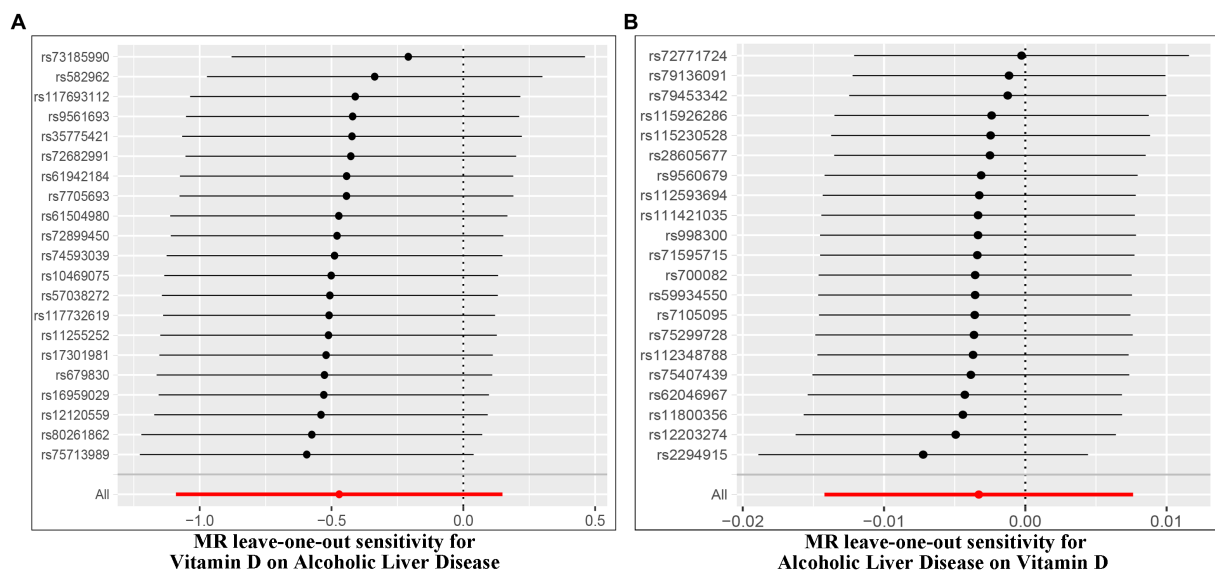 A
rs73185990
rs582962
rs117693112
rs9561693
rs35775421
rs72682991
rs61942184
rs7705693
rs61504980
rs72899450
rs74593039
rs10469075
rs57038272
rs117732619
rs11255252
rs17301981
rs679830
rs16959029
rs12120559
rs80261862
rs75713989
All
−1.0 −0.5 0.0 0.5
MR leave−one−out sensitivity for
Vitamin D on Alcoholic Liver Disease
B
rs72771724
rs79136091
rs79453342
rs115926286
rs115230528
rs28605677
rs9560679
rs112593694
rs111421035
rs998300
rs71595715
rs700082
rs59934550
rs7105095
rs75299728
rs112348788
rs75407439
rs62046967
rs11800356
rs12203274
rs2294915
All
−0.02 −0.01 0.00 0.01
MR leave−one−out sensitivity for
Alcoholic Liver Disease on Vitamin D